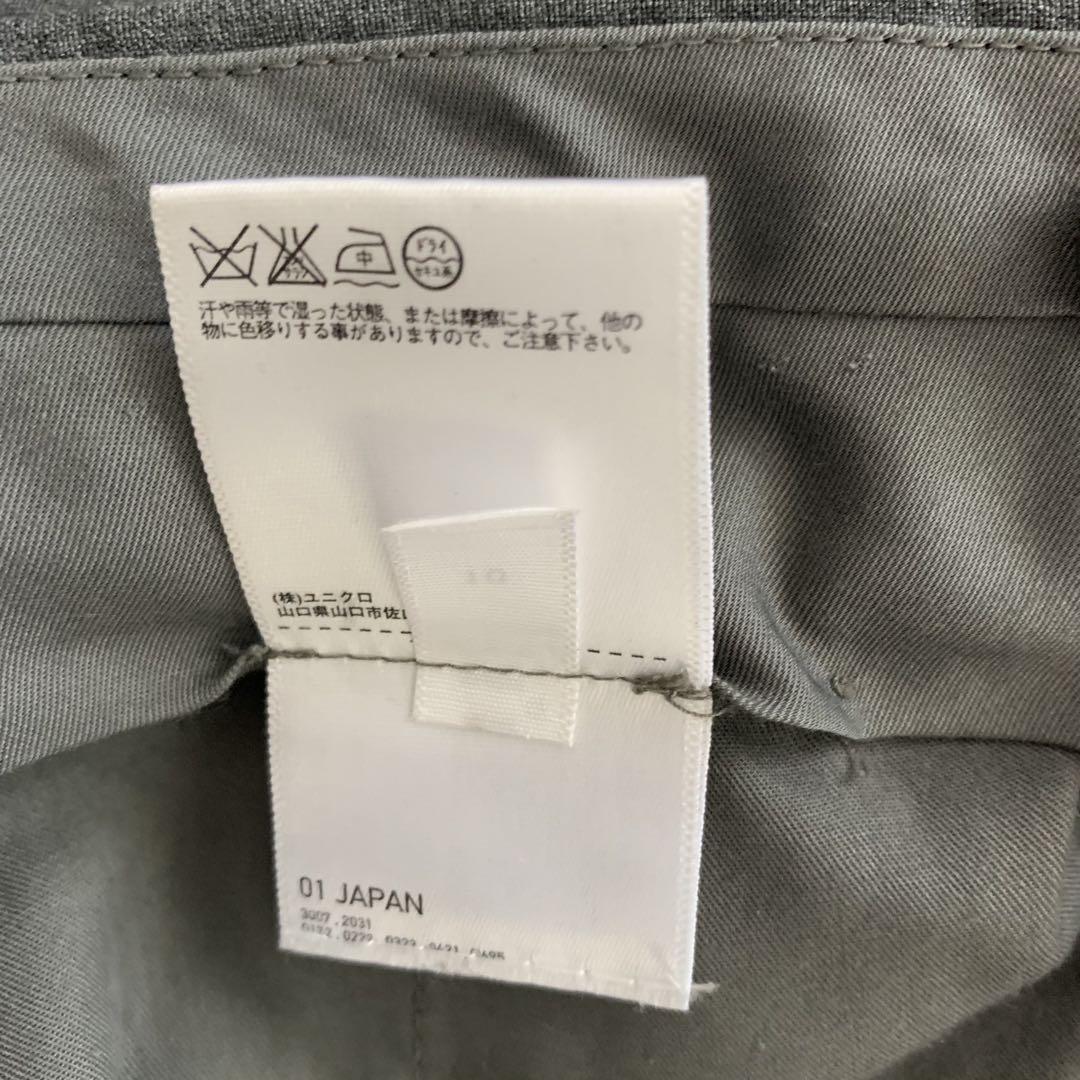 中
ドライ
セキユ系
汗や雨等で湿った状態、または摩擦によって、他の
物に色移りする事がありますので、ご注意下さい。
(株)ユニクロ
山口県山口市佐
01 JAPAN
3007 . 2031